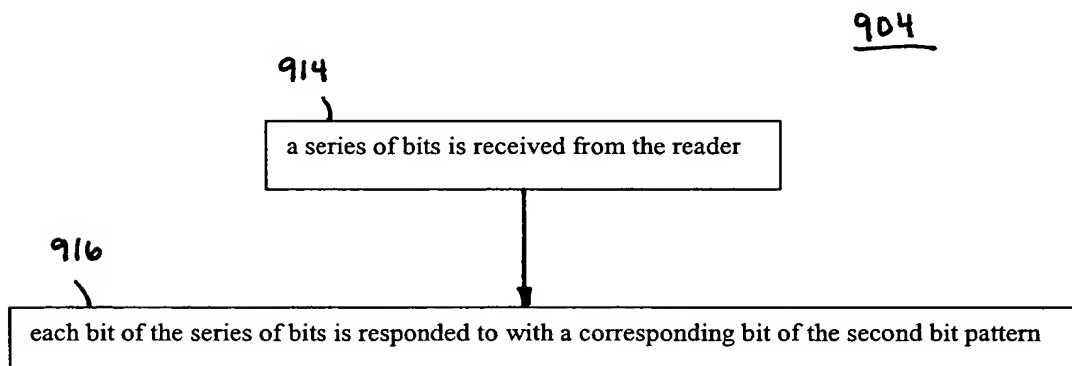 904
914
a series of bits is received from the reader
916
each bit of the series of bits is responded to with a corresponding bit of the second bit pattern